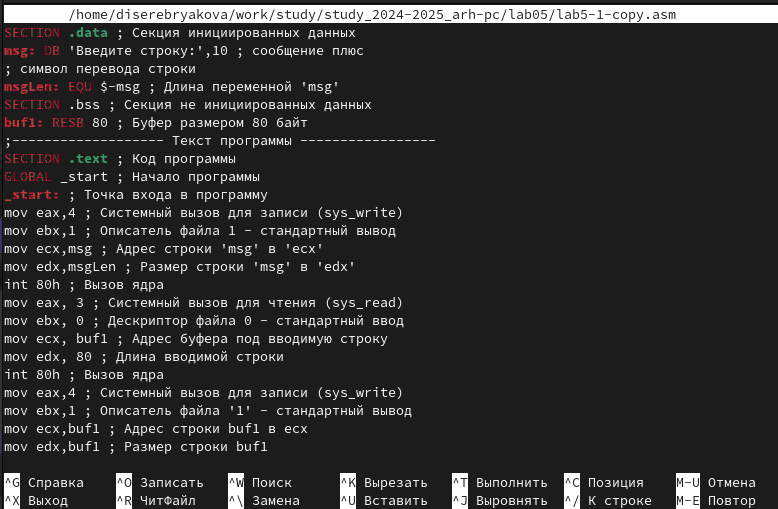 /home/diserebryakova/work/study/study_2024-2025_arh-pc/lab05/lab5-1-copy.asm
SECTION .data ; Секция инициированных данных
msg: DB 'Введите строку:',10 ; сообщение плюс
; символ перевода строки
msgLen: EQU $-msg ; Длина переменной 'msg'
SECTION .bss ; Секция не инициированных данных
buf1: RESB 80 ; Буфер размером 80 байт
;------------------- Текст программы -----------------
SECTION .text ; Код программы
GLOBAL _start ; Начало программы
_start: ; Точка входа в программу
mov eax,4 ; Системный вызов для записи (sys_write)
mov ebx,1 ; Описатель файла 1 - стандартный вывод
mov ecx,msg ; Адрес строки 'msg' в 'ecx'
mov edx,msgLen ; Размер строки 'msg' в 'edx'
int 80h ; Вызов ядра
mov eax, 3 ; Системный вызов для чтения (sys_read)
mov ebx, 0 ; Дескриптор файла 0 - стандартный ввод
mov ecx, buf1 ; Адрес буфера под вводимую строку
mov edx, 80 ; Длина вводимой строки
int 80h ; Вызов ядра
mov eax,4 ; Системный вызов для записи (sys_write)
mov ebx,1 ; Описатель файла '1' - стандартный вывод
mov ecx,buf1 ; Адрес строки buf1 в ecx
mov edx,buf1 ; Размер строки buf1
^G Справка ^O Записать ^W Поиск ^K Вырезать ^T Выполнить ^C Позиция M-U Отмена
^X Выход ^R ЧитФайл ^\ Замена ^U Вставить ^J Выровнять ^/ К строке M-E Повтор